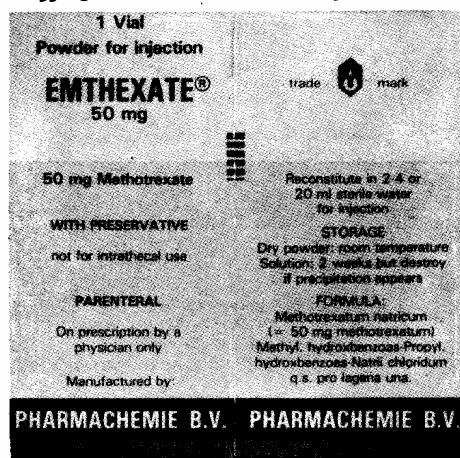 1 Vial
Powder for injection
EMTHEXATE®
50 mg
50 mg Methotrexate
WITH PRESERVATIVE
not for intrathecal use
PARENTERAL
On prescription by a
physician only
Manufactured by:
PHARMACHEMIE B.V.
trade mark
Reconstitute in 2-4 or
20 ml sterile water
for injection
STORAGE
Dry powder: room temperature
Solution: 2 weeks but destroy
if precipitation appears
FORMULA:
Methotrexatum natricum
(= 50 mg methotrexatum)
Methyl. hydroxbenzoas-Propyl.
hydroxbenzoas-Natrii chloridum
q.s. pro lagena una.
PHARMACHEMIE B.V.